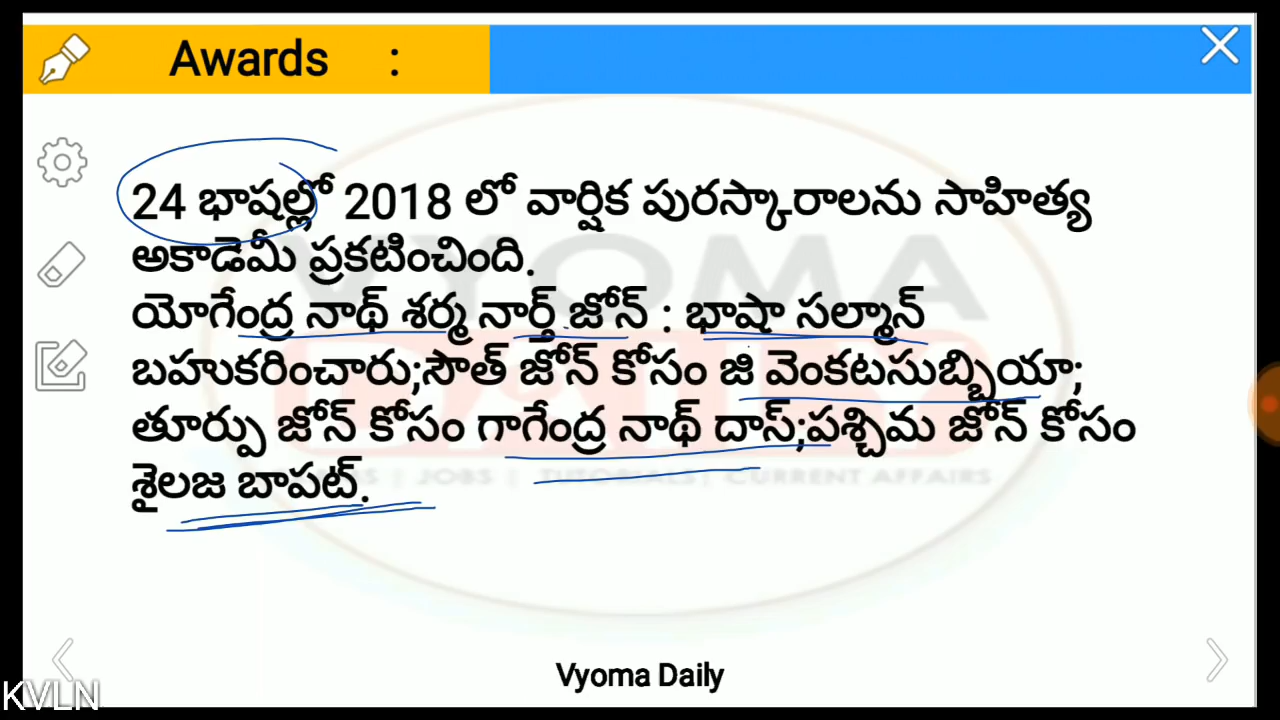 Awards :
24 భాషల్లో 2018 లో వార్షిక పురస్కారాలను సాహిత్య
అకాడెమీ ప్రకటించింది.
యోగేంద్ర నాథ్ శర్మ నార్త్ జోన్ : భాషా సల్మాన్
బహుకరించారు;సౌత్ జోన్ కోసం జి వెంకటసుబ్బియా;
తూర్పు జోన్ కోసం గాగేంద్ర నాథ్ దాస్;పశ్చిమ జోన్ కోసం
శైలజ బాపట్.
Vyoma Daily
KVLN